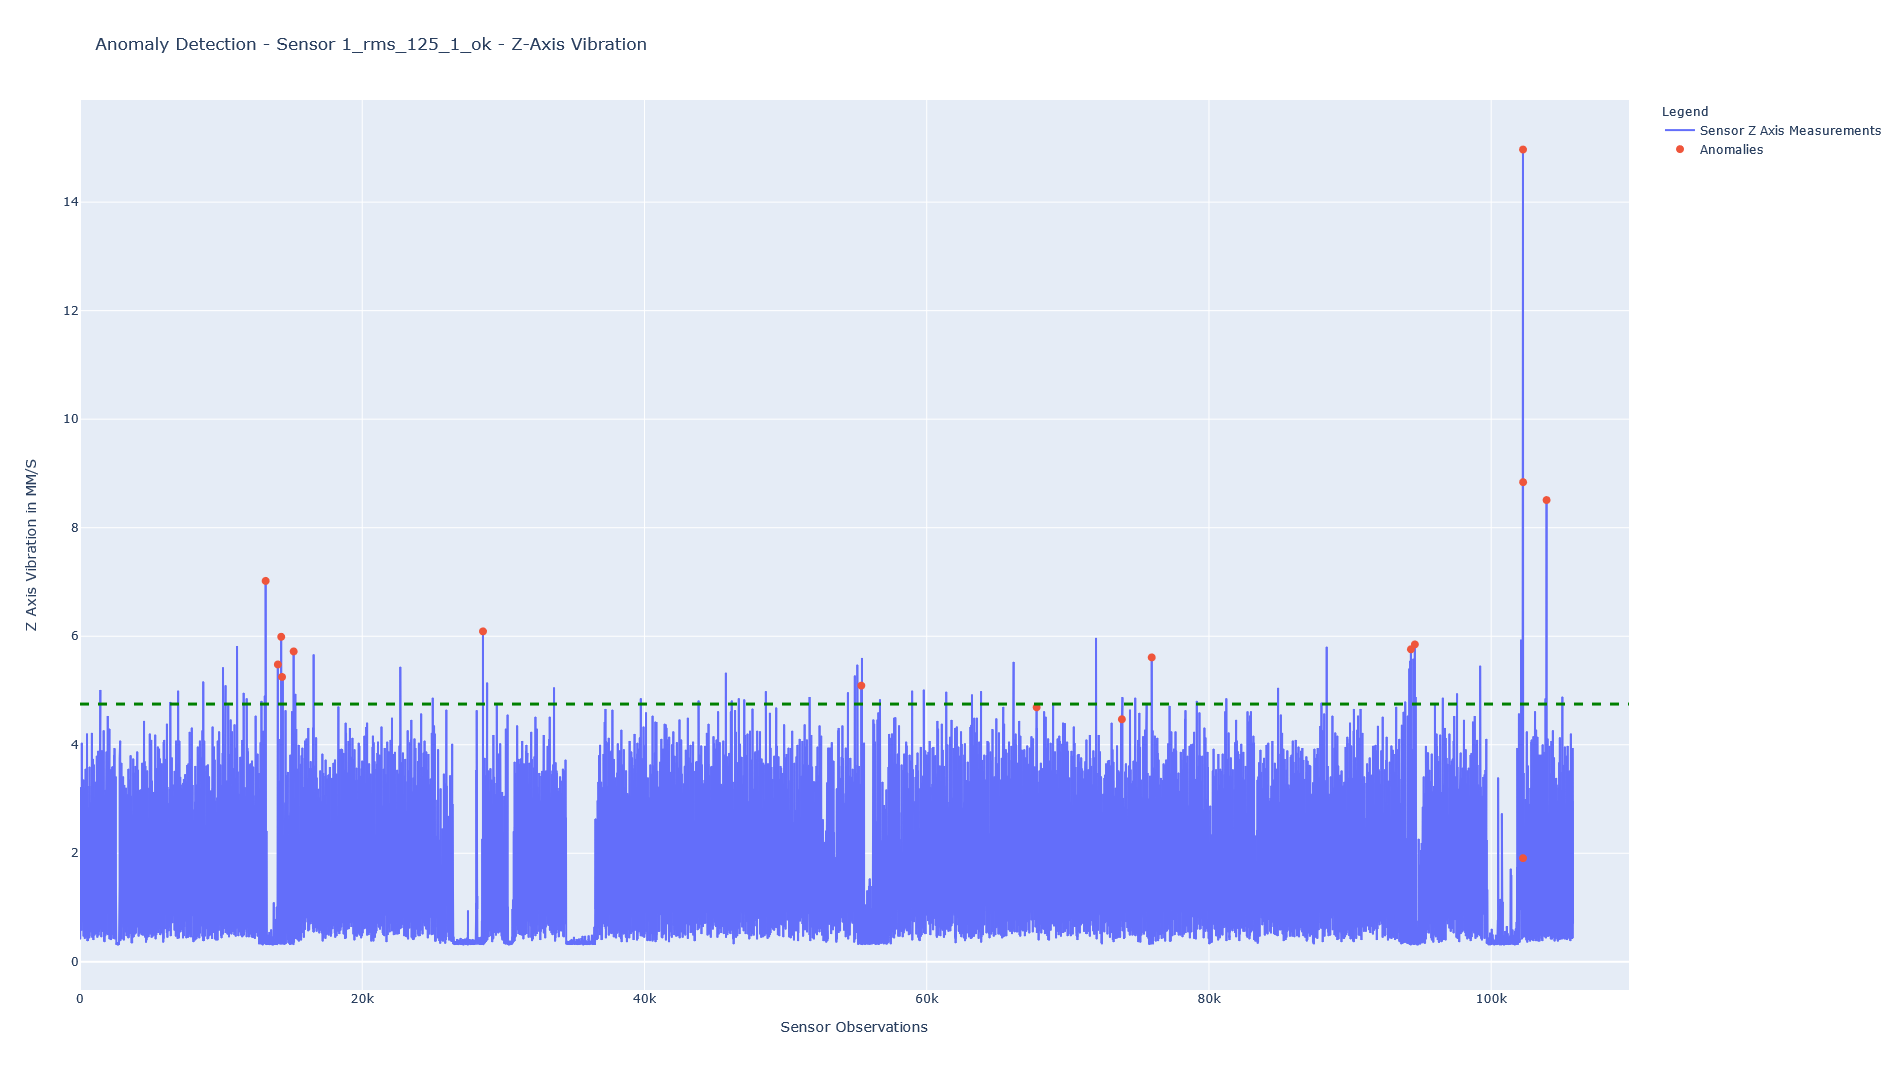 Anomaly Detection - Sensor 1_rms_125_1_ok - Z-Axis Vibration
Legend
Sensor Z Axis Measurements
Anomalies
14
12
10
8
6
4
2
0
Z Axis Vibration in MM/S
0 20k 40k 60k 80k 100k
Sensor Observations